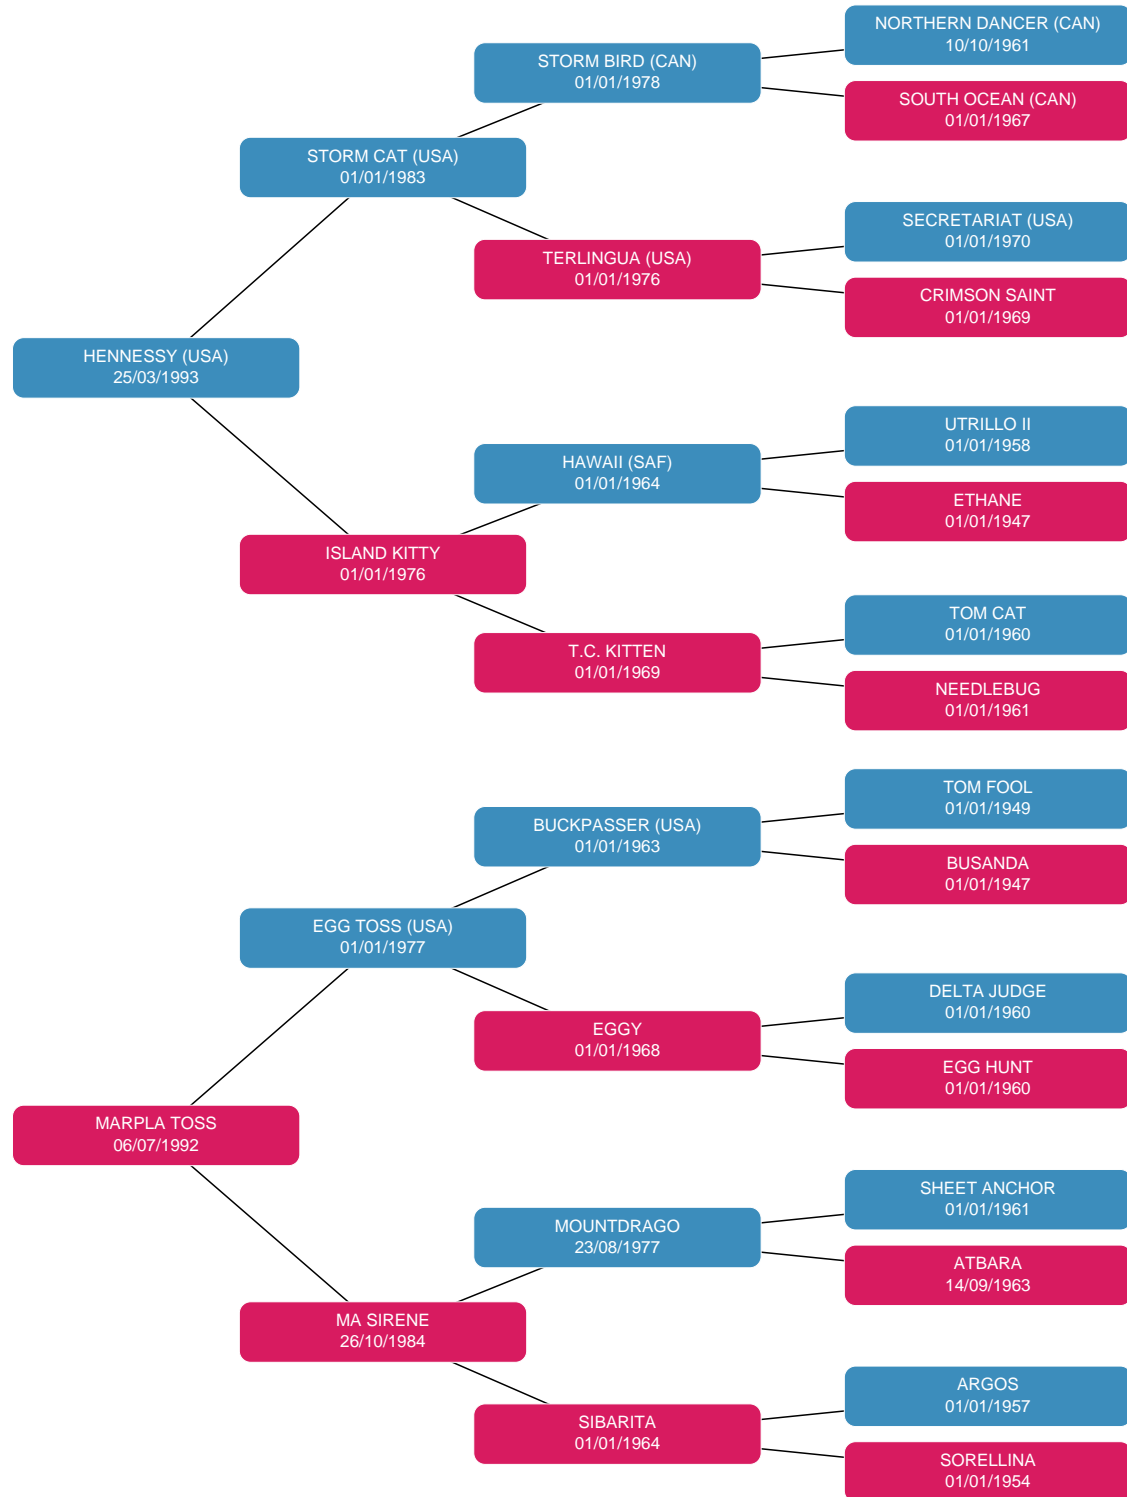 NORTHERN DANCER (CAN)
10/10/1961
STORM BIRD (CAN)
01/01/1978
SOUTH OCEAN (CAN)
01/01/1967
STORM CAT (USA)
01/01/1983
SECRETARIAT (USA)
01/01/1970
TERLINGUA (USA)
01/01/1976
CRIMSON SAINT
01/01/1969
HENNESSY (USA)
25/03/1993
UTRILLO II
01/01/1958
HAWAII (SAF)
01/01/1964
ETHANE
01/01/1947
ISLAND KITTY
01/01/1976
TOM CAT
01/01/1960
T.C. KITTEN
01/01/1969
NEEDLEBUG
01/01/1961
TOM FOOL
01/01/1949
BUCKPASSER (USA)
01/01/1963
BUSANDA
01/01/1947
EGG TOSS (USA)
01/01/1977
DELTA JUDGE
01/01/1960
EGGY
01/01/1968
EGG HUNT
01/01/1960
MARPLA TOSS
06/07/1992
SHEET ANCHOR
01/01/1961
MOUNTDRAGO
23/08/1977
ATBARA
14/09/1963
MA SIRENE
26/10/1984
ARGOS
01/01/1957
SIBARITA
01/01/1964
SORELLINA
01/01/1954